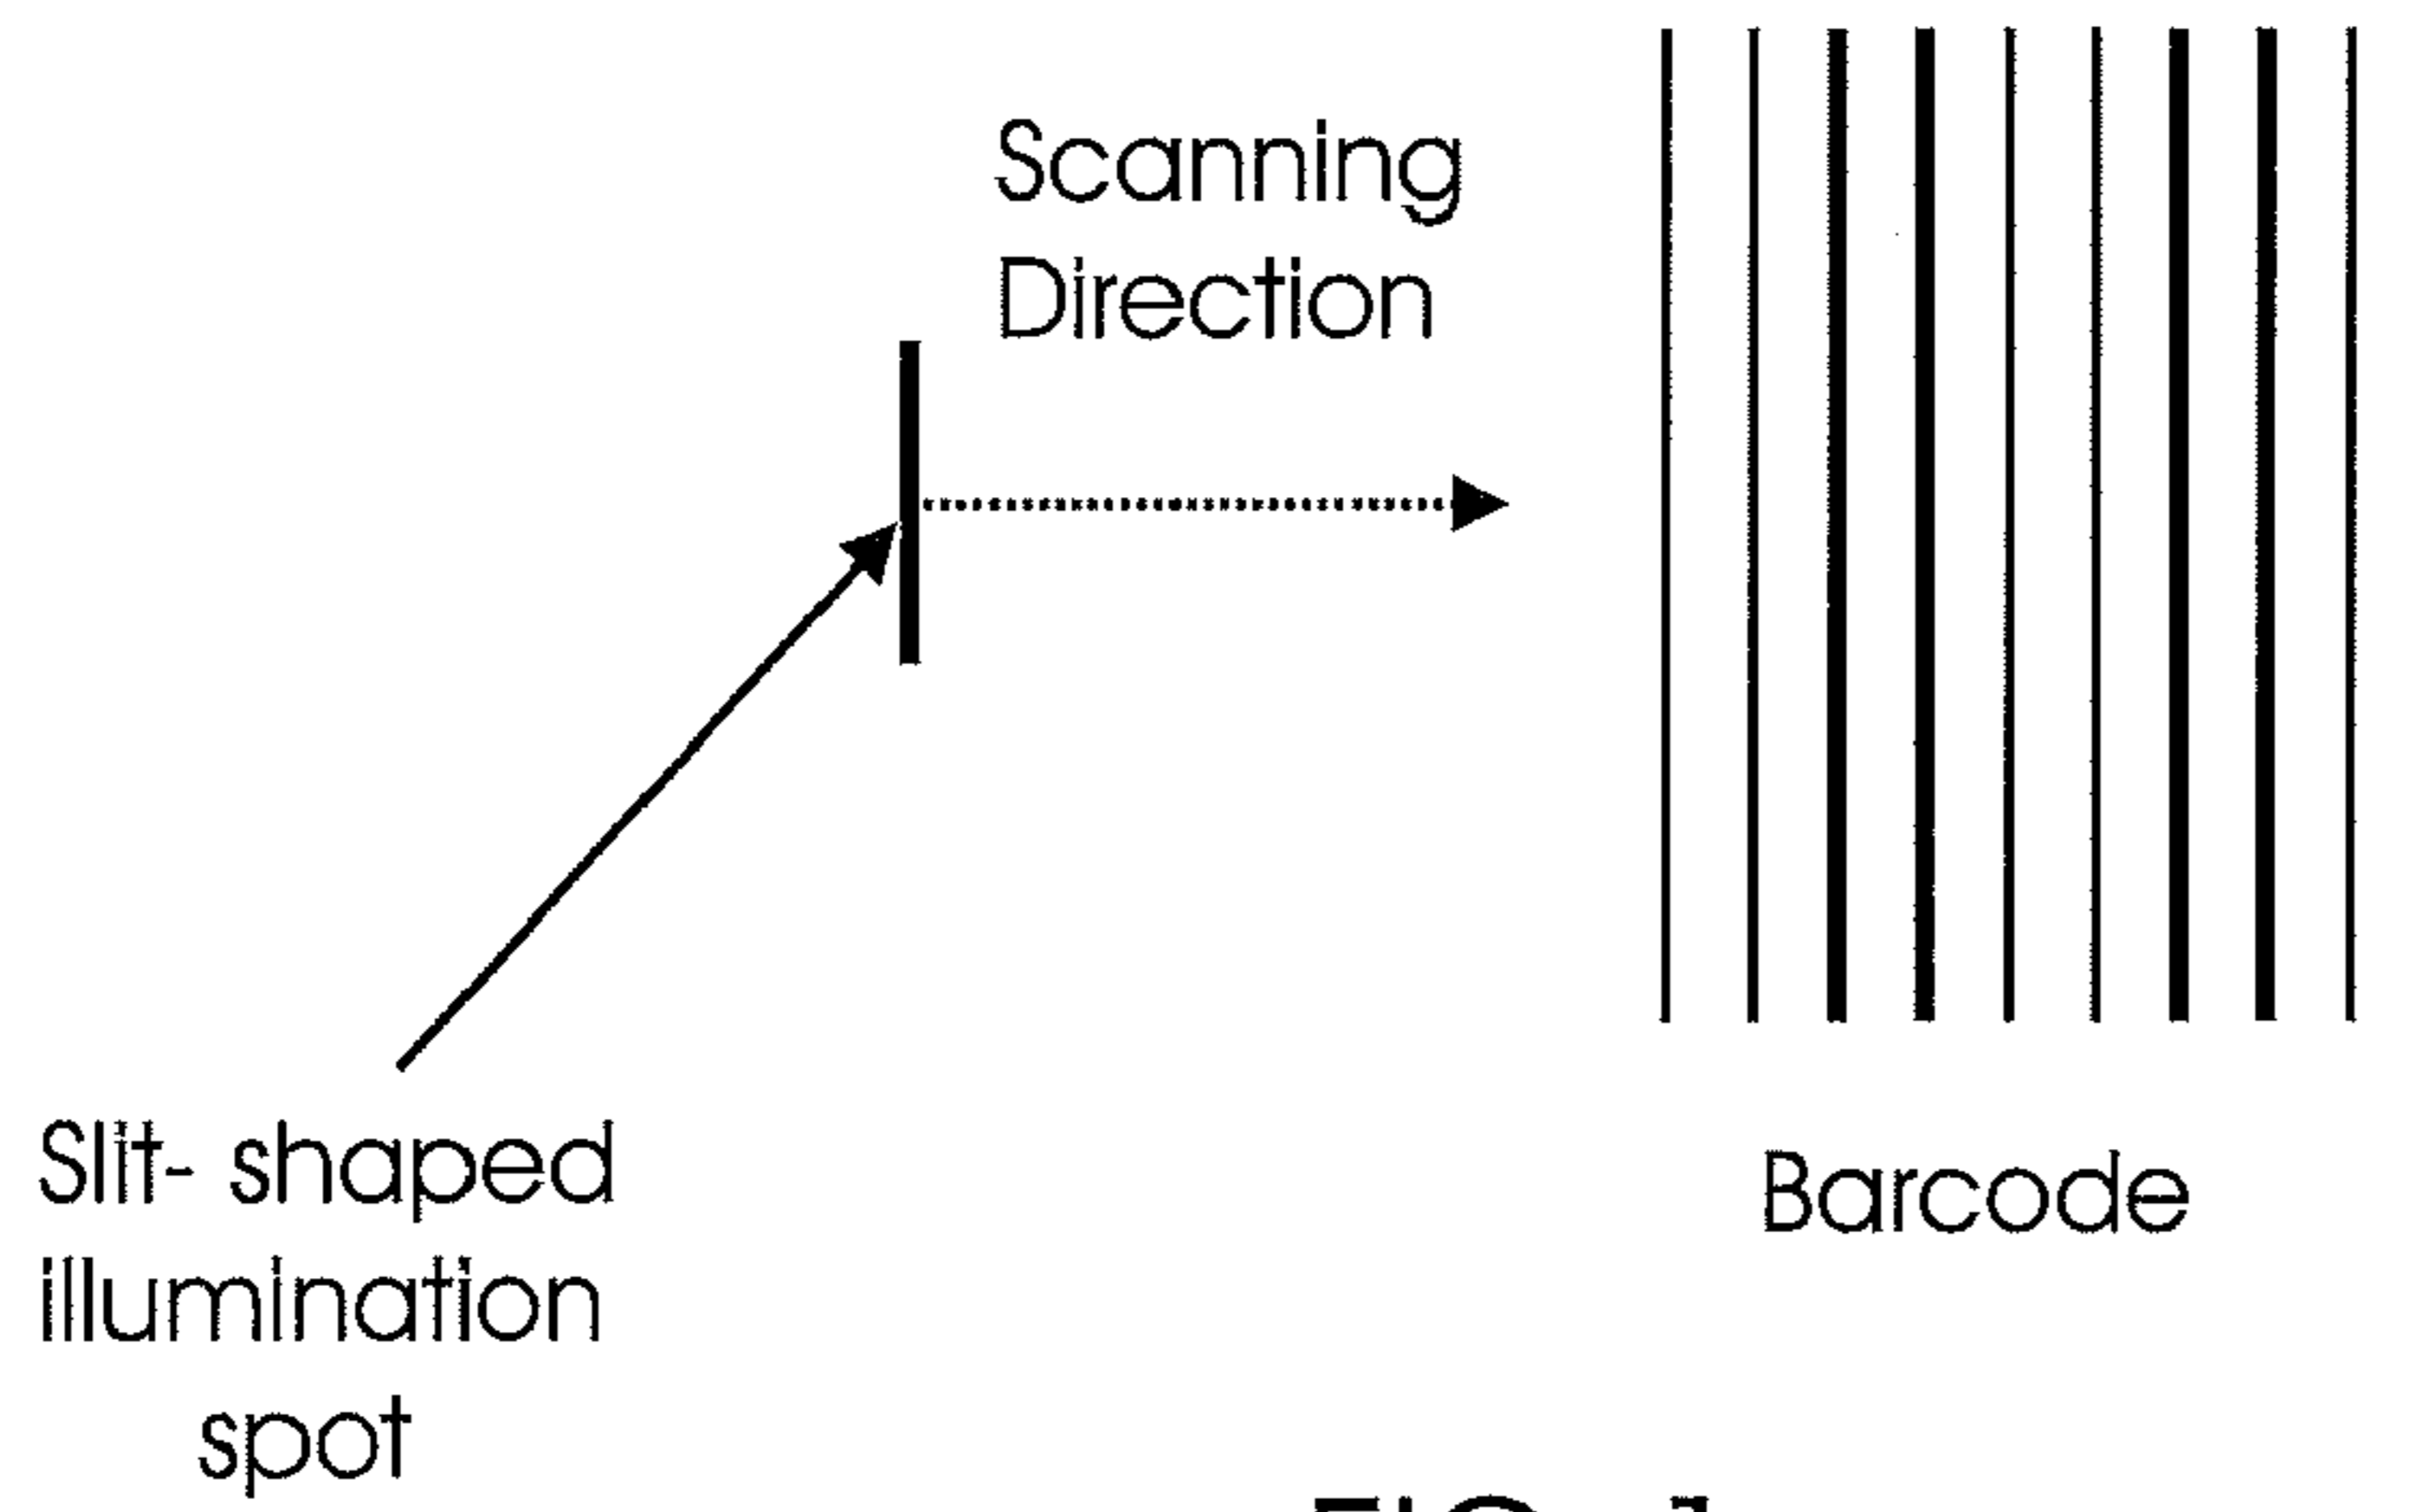 Scanning
Direction
Slit- shaped
illumination
spot
Barcode